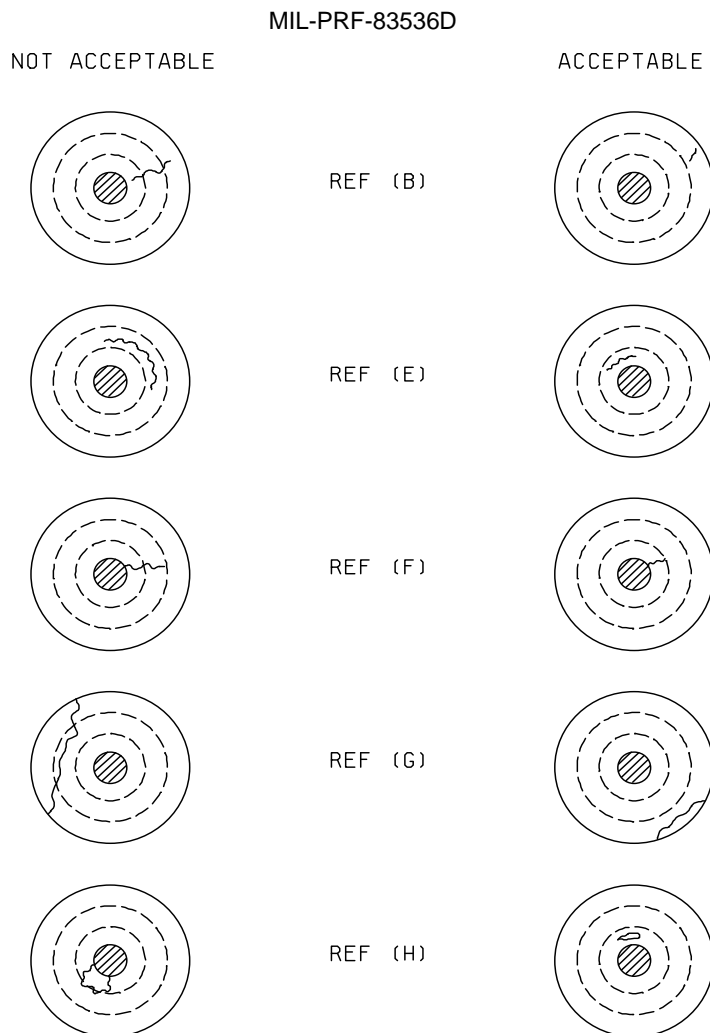 MIL-PRF-83536D
NOT ACCEPTABLE ACCEPTABLE
REF (B)
REF (E)
REF (F)
REF (G)
REF (H)